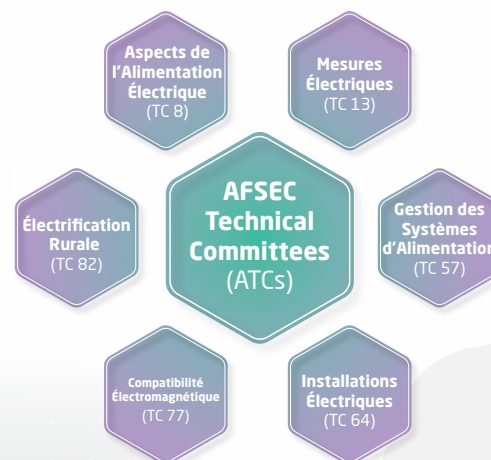 Aspects de
l'Alimentation
Électrique
(TC 8)
Mesures
Électriques
(TC 13)
AFSEC
Technical
Committees
(ATCs)
Électrification
Rurale
(TC 82)
Gestion des
Systèmes
d'Alimentation
(TC 57)
Compatibilité
Électromagnétique
(TC 77)
Installations
Électriques
(TC 64)